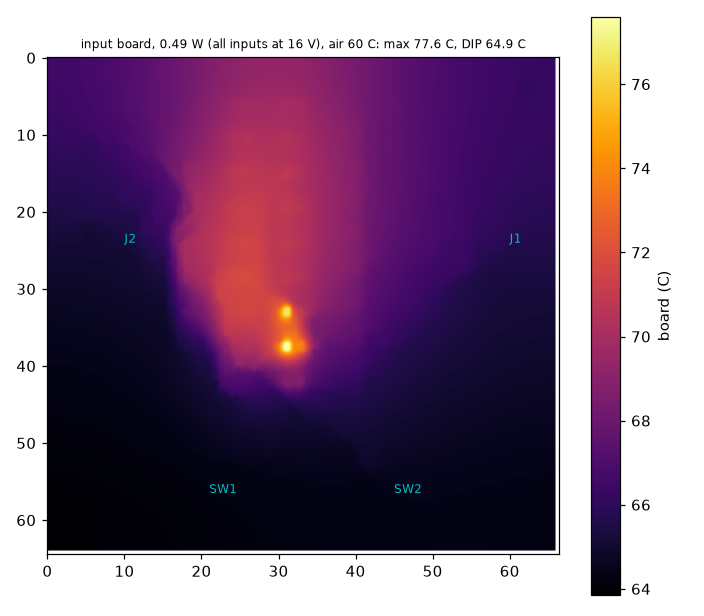 input board, 0.49 W (all inputs at 16 V), air 60 C: max 77.6 C, DIP 64.9 C
0
10
20
30
40
50
60
0 10 20 30 40 50 60
J2
J1
SW1
SW2
76
74
72
70
68
66
64
board (C)